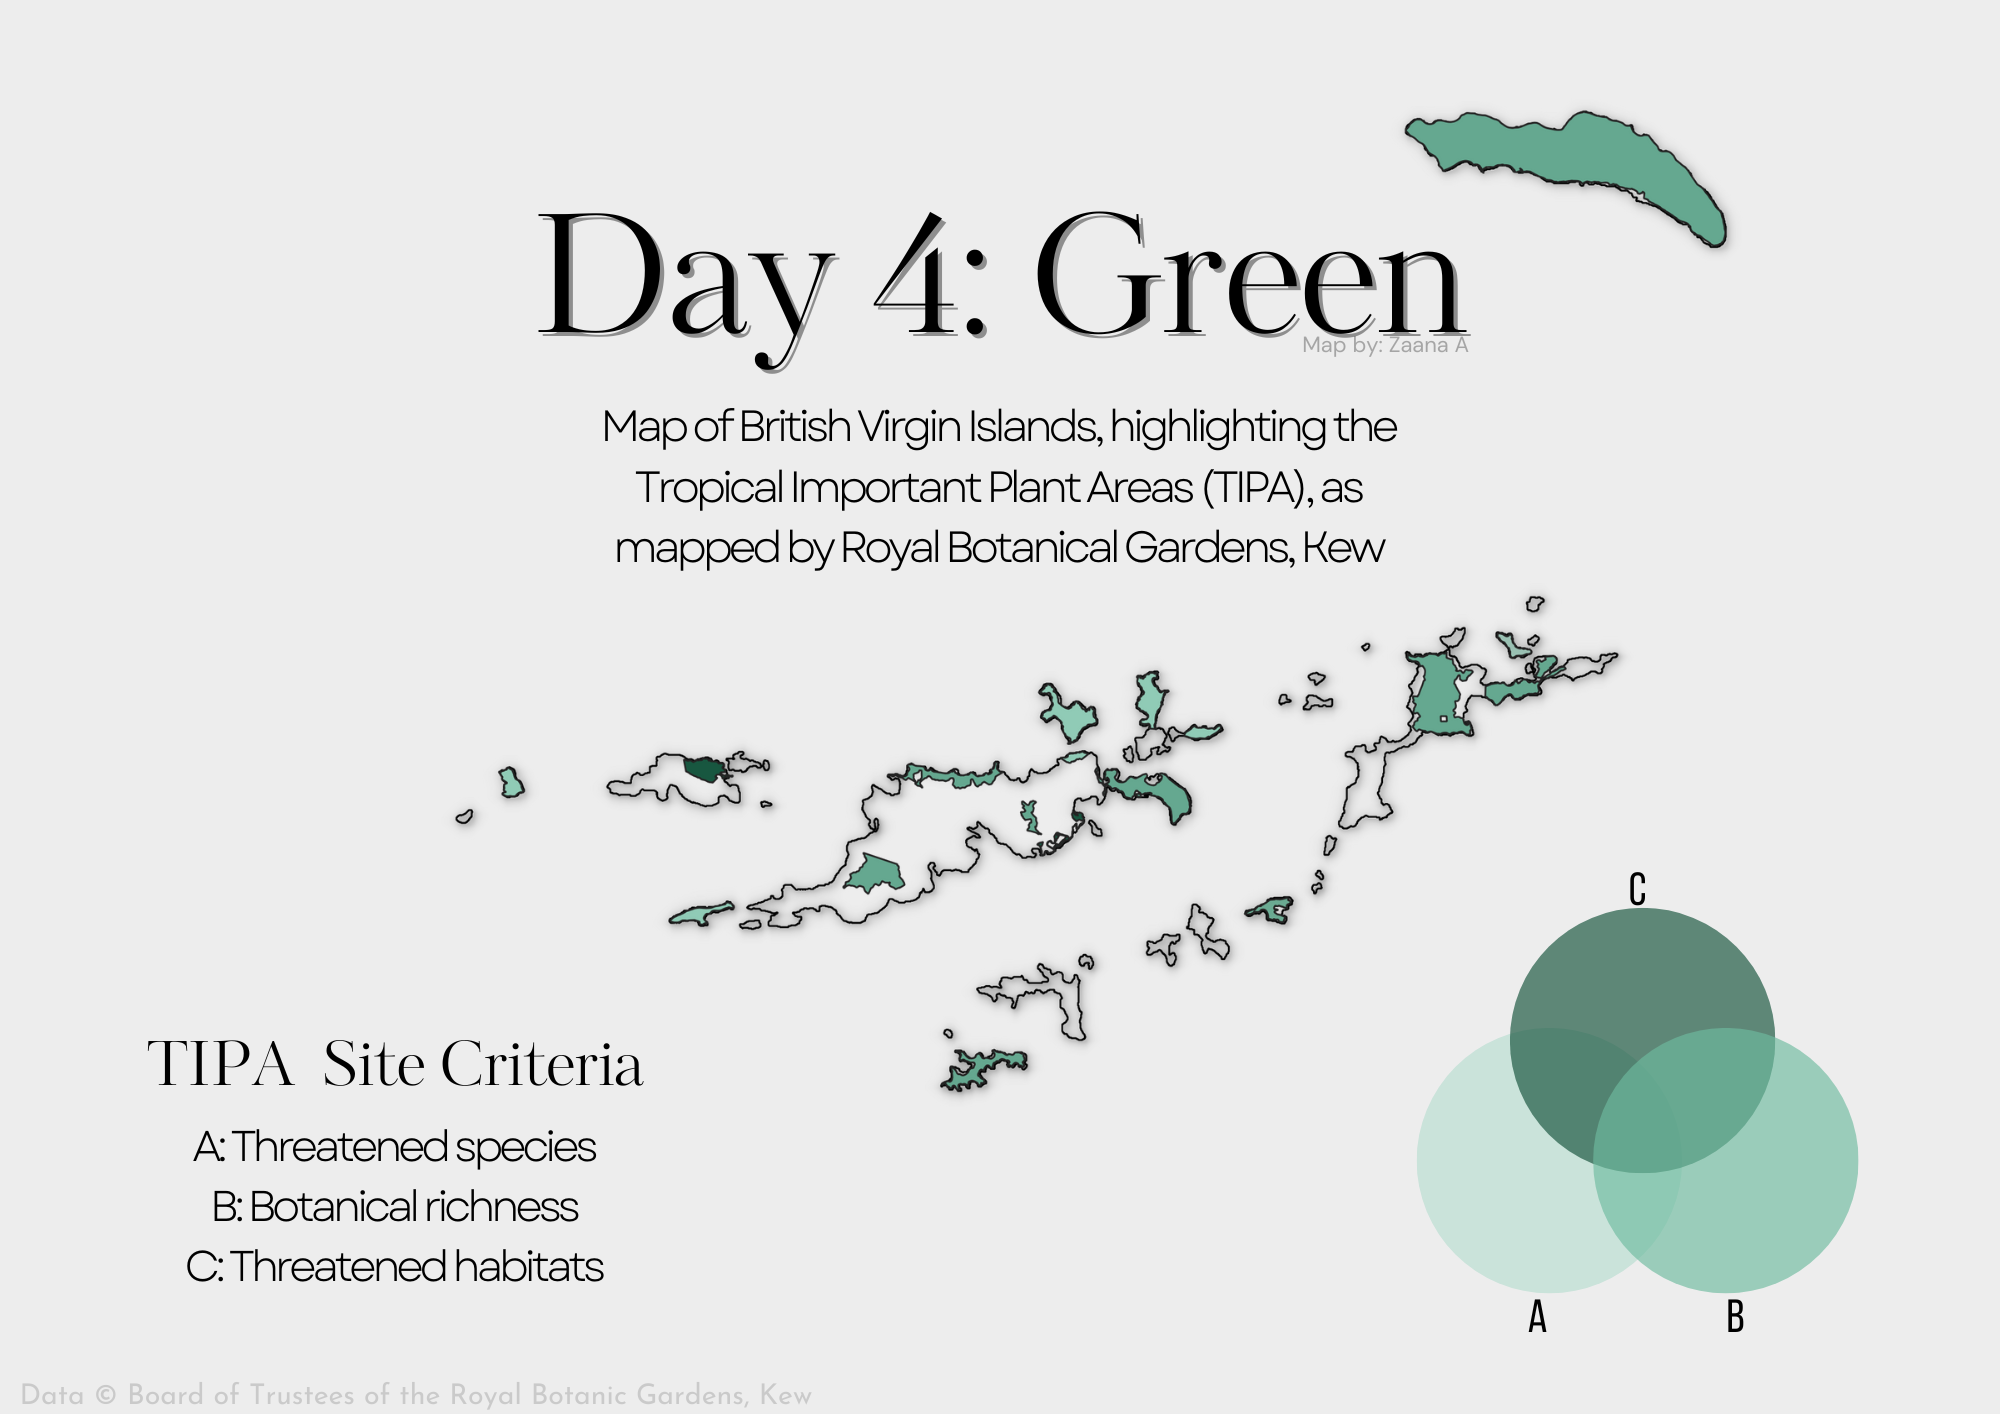 Day 4: Green
Map by: Zaana A
Map of British Virgin Islands, highlighting the
Tropical Important Plant Areas (TIPA), as
mapped by Royal Botanical Gardens, Kew
TIPA Site Criteria
A: Threatened species
B: Botanical richness
C: Threatened habitats
C
A
B
Data © Board of Trustees of the Royal Botanic Gardens, Kew